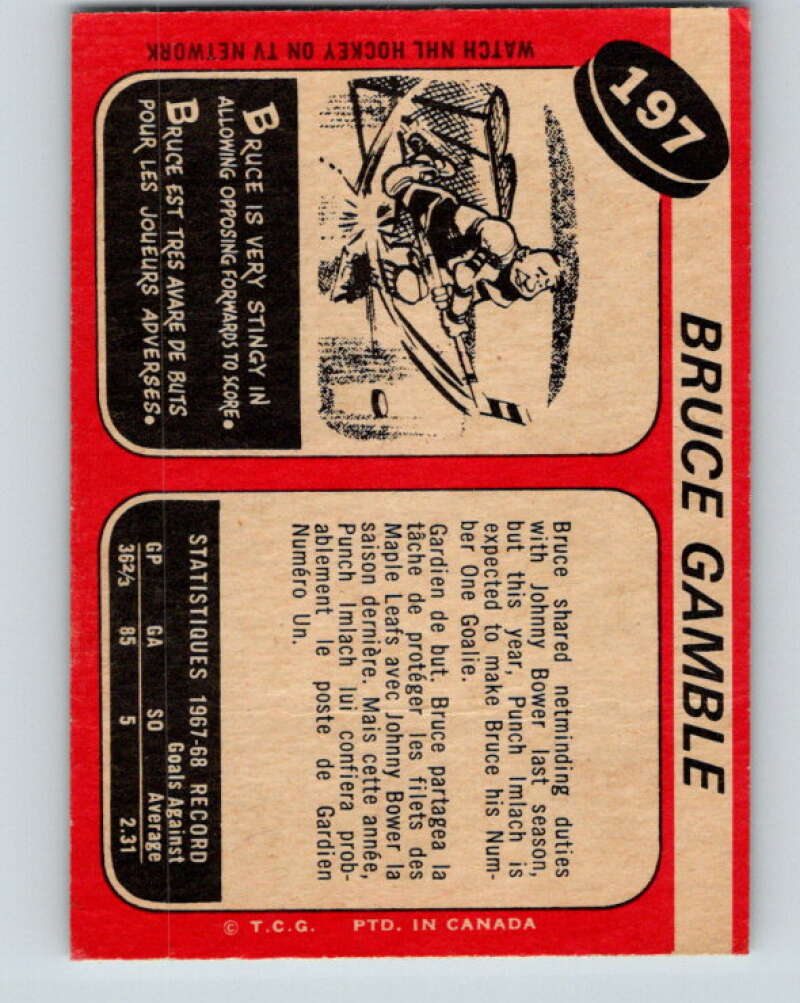 197
BRUCE GAMBLE
WATCH NHL HOCKEY ON TV NETWORK
BRUCE IS VERY STINGY IN
ALLOWING OPPOSING FORWARDS TO SCORE.
BRUCE EST TRES AVARE DE BUTS
POUR LES JOUEURS ADVERSES.
Bruce shared netminding duties
with Johnny Bower last season,
but this year, Punch Imlach is
expected to make Bruce his Num-
ber One Goalie.
Gardien de but. Bruce partagea la
tâche de protéger les filets des
Maple Leafs avec Johnny Bower la
saison dernière. Mais cette année,
Punch Imlach lui confiera prob-
ablement le poste de Gardien
Numéro Un.
STATISTIQUES 1967-68 RECORD
Goals Against
GP GA SO Average
36⅔ 85 5 2.31
© T.C.G. PTD. IN CANADA